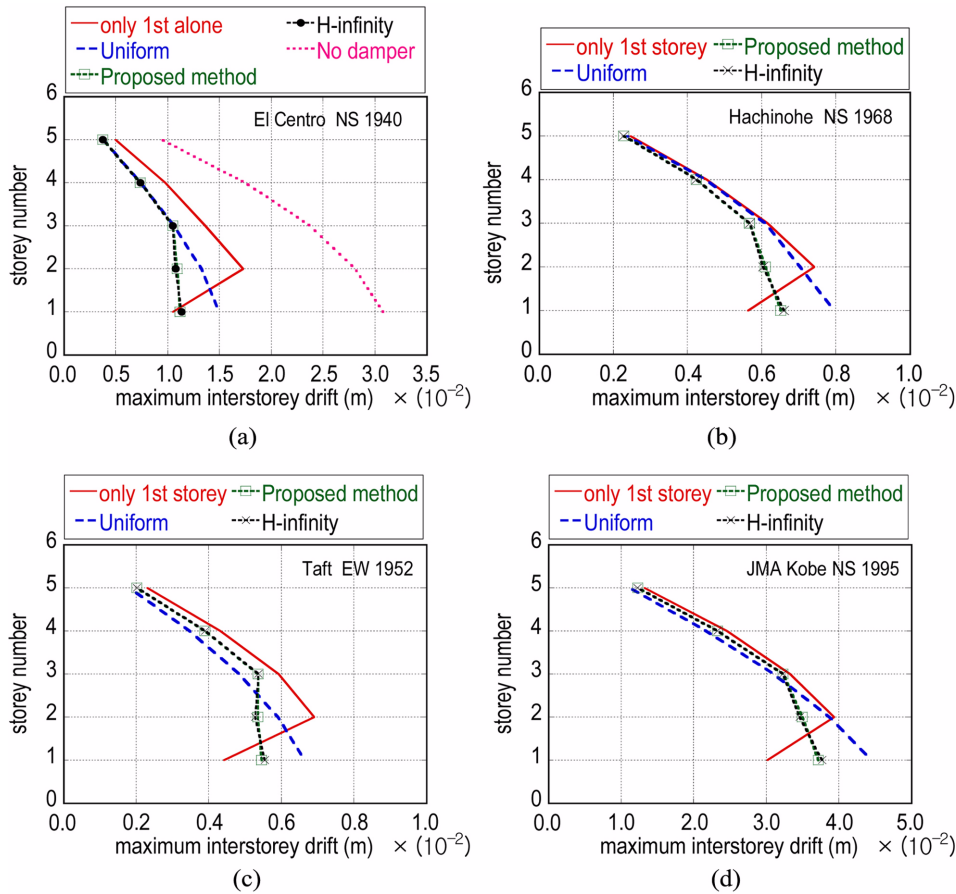 only 1st alone
H-infinity
Uniform
No damper
Proposed method
El Centro NS 1940
6
5
4
3
2
1
0
storey number
0.0 0.5 1.0 1.5 2.0 2.5 3.0 3.5
maximum interstorey drift (m) × (10⁻²)
(a)
only 1st storey
Proposed method
Uniform
H-infinity
Hachinohe NS 1968
6
5
4
3
2
1
0
storey number
0.0 0.2 0.4 0.6 0.8 1.0
maximum interstorey drift (m) × (10⁻²)
(b)
only 1st storey
Proposed method
Uniform
H-infinity
Taft EW 1952
6
5
4
3
2
1
0
storey number
0.0 0.2 0.4 0.6 0.8 1.0
maximum interstorey drift (m) × (10⁻²)
(c)
only 1st storey
Proposed method
Uniform
H-infinity
JMA Kobe NS 1995
6
5
4
3
2
1
0
storey number
0.0 1.0 2.0 3.0 4.0 5.0
maximum interstorey drift (m) × (10⁻²)
(d)